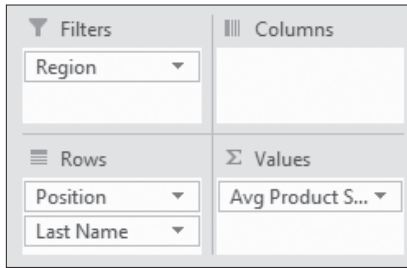 Filters
Columns
Region
Rows
Σ Values
Position
Avg Product S...
Last Name